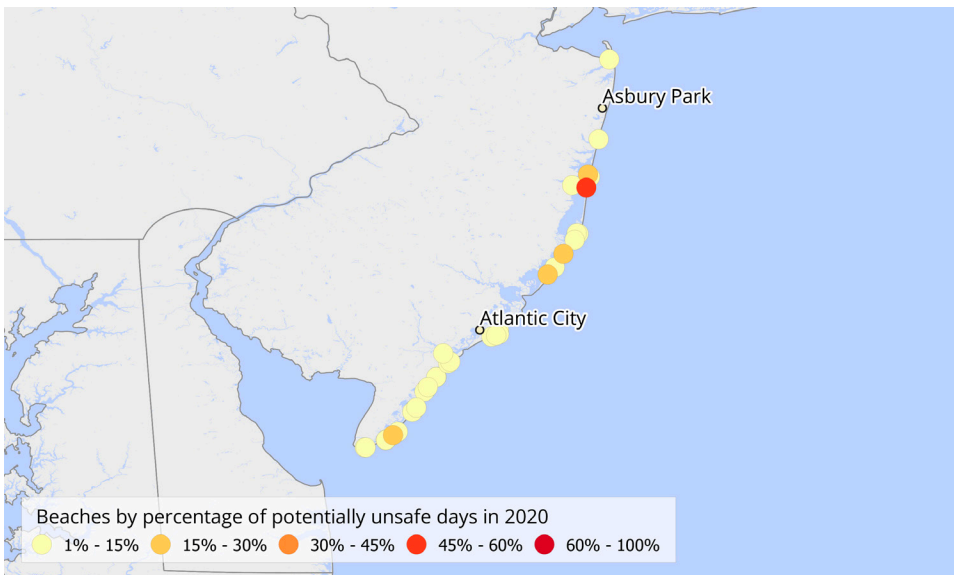 Asbury Park
Atlantic City
Beaches by percentage of potentially unsafe days in 2020
1% - 15% 15% - 30% 30% - 45% 45% - 60% 60% - 100%